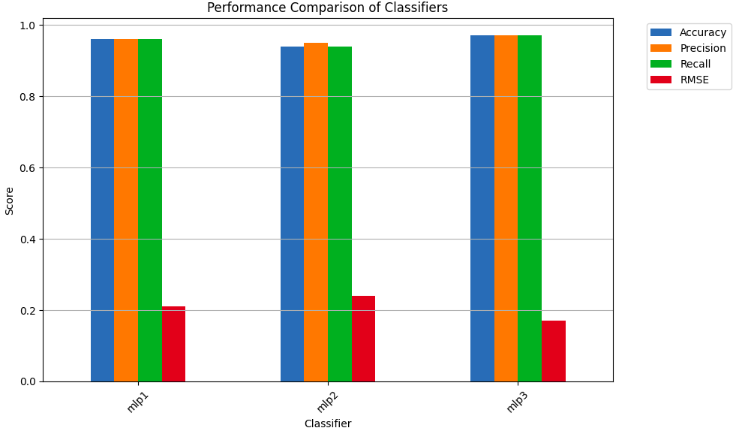 Performance Comparison of Classifiers
1.0
0.8
0.6
0.4
0.2
0.0
Score
mlp1
mlp2
mlp3
Classifier
Accuracy
Precision
Recall
RMSE